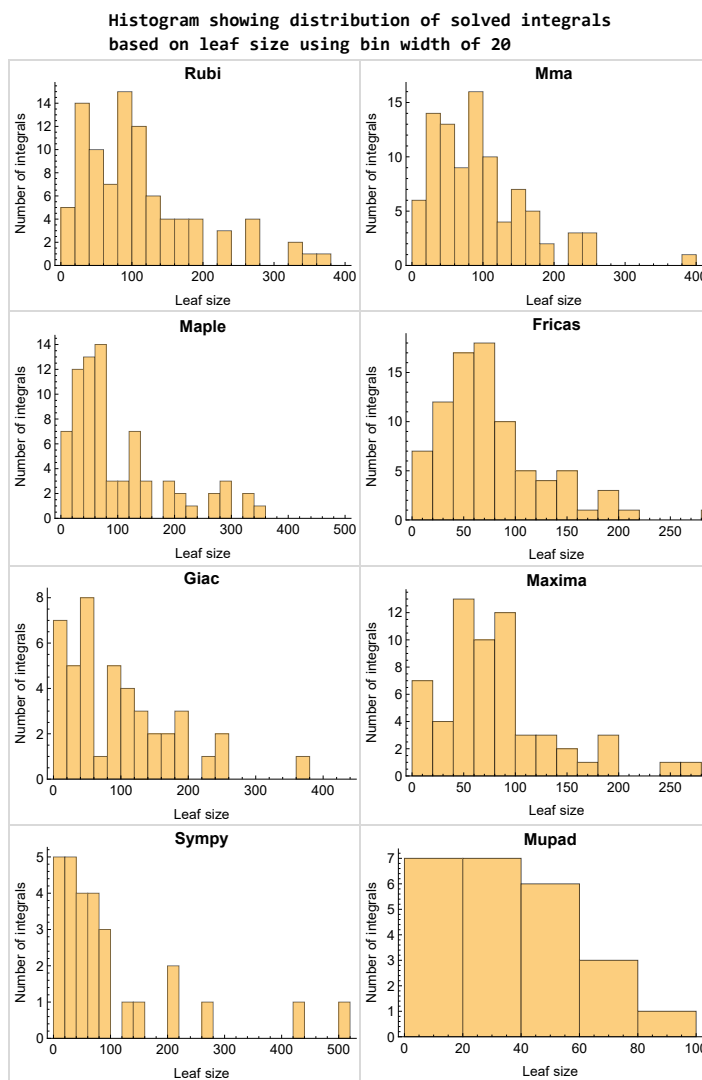 Histogram showing distribution of solved integrals
based on leaf size using bin width of 20
Rubi
Number of integrals
14
12
10
8
6
4
2
0
0 100 200 300 400
Leaf size
Mma
Number of integrals
15
10
5
0
0 100 200 300 400
Leaf size
Maple
Number of integrals
14
12
10
8
6
4
2
0
0 100 200 300 400 500
Leaf size
Fricas
Number of integrals
15
10
5
0
0 50 100 150 200 250
Leaf size
Giac
Number of integrals
8
6
4
2
0
0 100 200 300 400
Leaf size
Maxima
Number of integrals
12
10
8
6
4
2
0
0 50 100 150 200 250
Leaf size
Sympy
Number of integrals
5
4
3
2
1
0
0 100 200 300 400 500
Leaf size
Mupad
Number of integrals
7
6
5
4
3
2
1
0
0 20 40 60 80 100
Leaf size